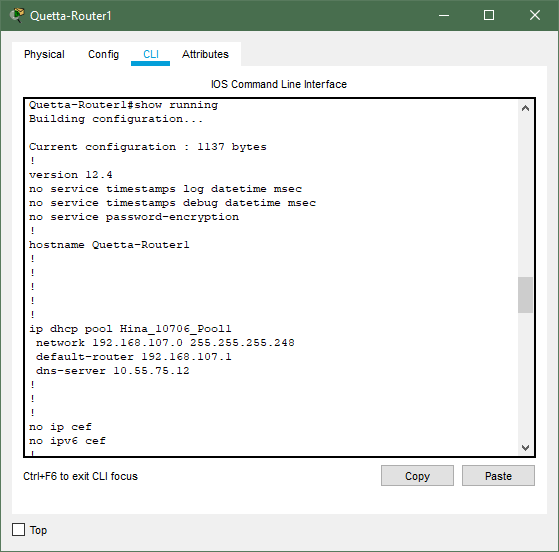 Quetta-Router1
Physical Config CLI Attributes
IOS Command Line Interface
Quetta-Router1#show running
Building configuration...
Current configuration : 1137 bytes
!
version 12.4
no service timestamps log datetime msec
no service timestamps debug datetime msec
no service password-encryption
!
hostname Quetta-Router1
!
!
!
!
!
ip dhcp pool Hina_10706_Pool1
 network 192.168.107.0 255.255.255.248
 default-router 192.168.107.1
 dns-server 10.55.75.12
!
!
!
no ip cef
no ipv6 cef
!
Ctrl+F6 to exit CLI focus
Copy Paste
Top